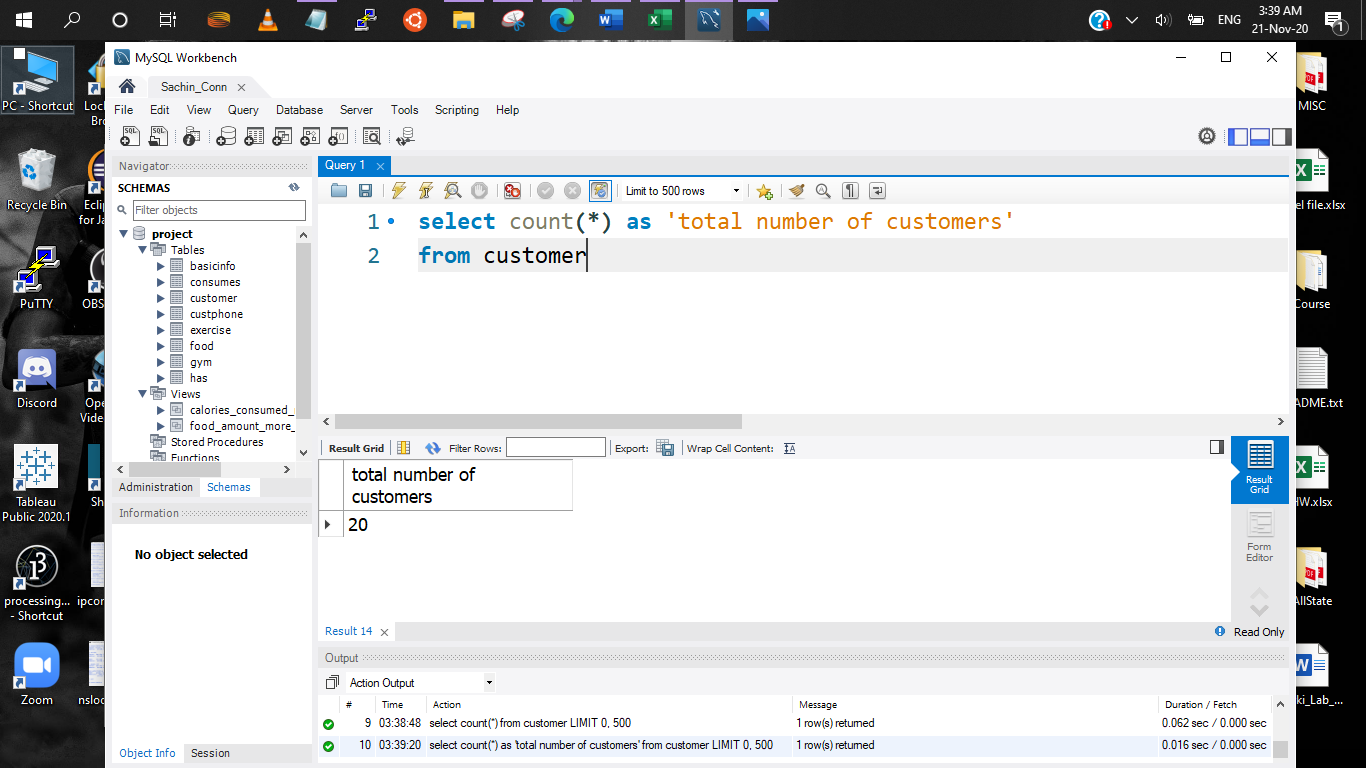 ENG
3:39 AM
21-Nov-20
1
MySQL Workbench
Sachin_Conn
File Edit View Query Database Server Tools Scripting Help
Navigator
SCHEMAS
Filter objects
project
Tables
basicinfo
consumes
customer
custphone
exercise
food
gym
has
Views
calories_consumed_
food_amount_more_
Stored Procedures
Functions
Administration Schemas
Information
No object selected
Object Info Session
Query 1
Limit to 500 rows
1 select count(*) as 'total number of customers'
2 from customer
Result Grid Filter Rows: Export: Wrap Cell Content:
total number of
customers
20
Result
Grid
Form
Editor
Result 14
Read Only
Output
Action Output
# Time Action Message Duration / Fetch
9 03:38:48 select count(*) from customer LIMIT 0, 500 1 row(s) returned 0.062 sec / 0.000 sec
10 03:39:20 select count(*) as 'total number of customers' from customer LIMIT 0, 500 1 row(s) returned 0.016 sec / 0.000 sec
PC - Shortcut
Recycle Bin
PuTTY
Discord
Tableau
Public 2020.1
processing...
- Shortcut
Zoom
Loc
Bro
Eclip
for Ja
OBS
Ope
Video
Sh
ipcon
nsloo
MISC
el file.xlsx
Course
ADME.txt
HW.xlsx
AllState
ki_Lab_...